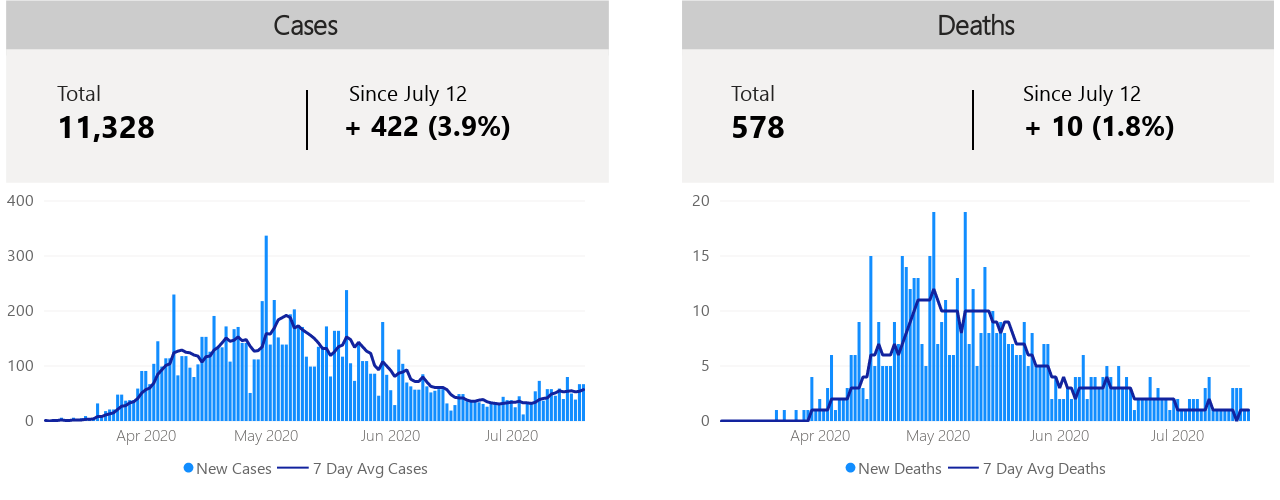 Cases
Total
11,328
Since July 12
+ 422 (3.9%)
400
300
200
100
0
Apr 2020 May 2020 Jun 2020 Jul 2020
New Cases 7 Day Avg Cases
Deaths
Total
578
Since July 12
+ 10 (1.8%)
20
15
10
5
0
Apr 2020 May 2020 Jun 2020 Jul 2020
New Deaths 7 Day Avg Deaths